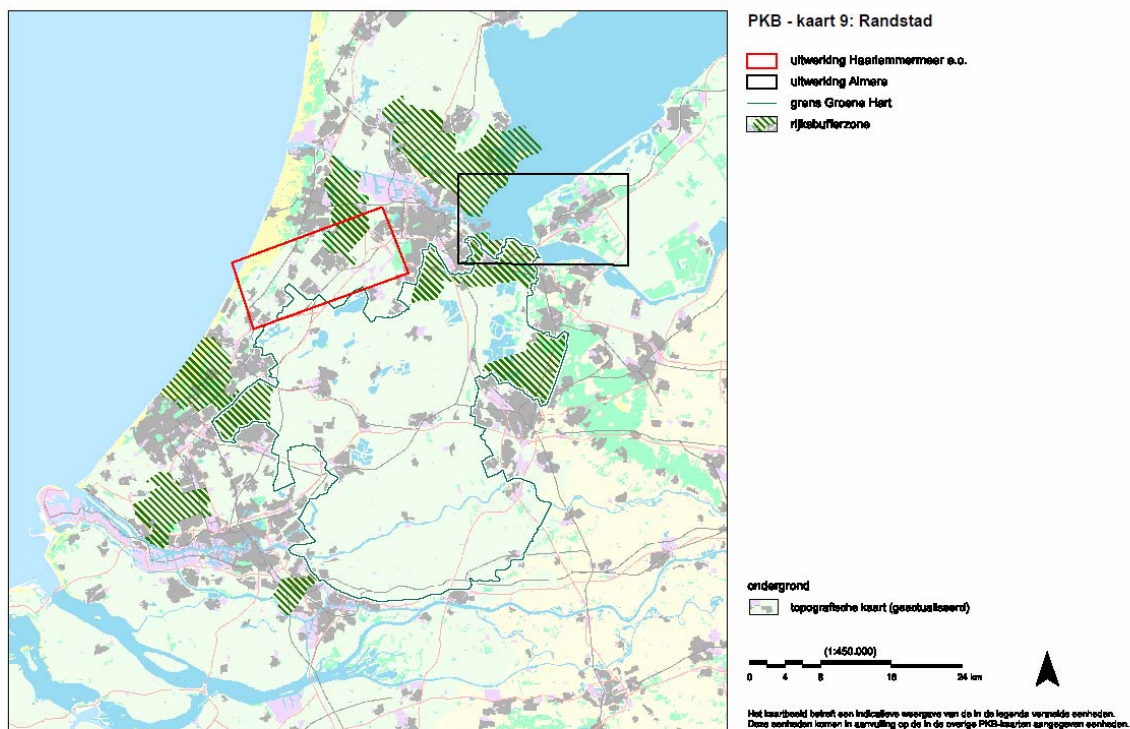 PKB - kaart 9: Randstad
uitwerking Haarlemmermeer e.o.
uitwerking Almere
grens Groene Hart
rijksbufferzone
ondergrond
topografische kaart (geactualiseerd)
(1:450.000)
0 4 8 16 24 km
Het kaartbeeld betreft een indicatieve weergave van de in de legenda vermelde eenheden.
Deze eenheden komen in aanvulling op de in de overige PKB-kaarten aangegeven eenheden.